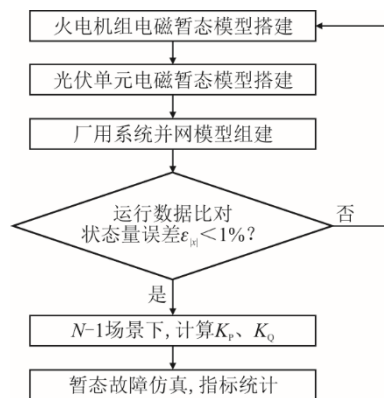 火电机组电磁暂态模型搭建
光伏单元电磁暂态模型搭建
厂用系统并网模型组建
运行数据比对
状态量误差ε|x|<1%?
否
是
N-1场景下,计算KP、KQ
暂态故障仿真,指标统计